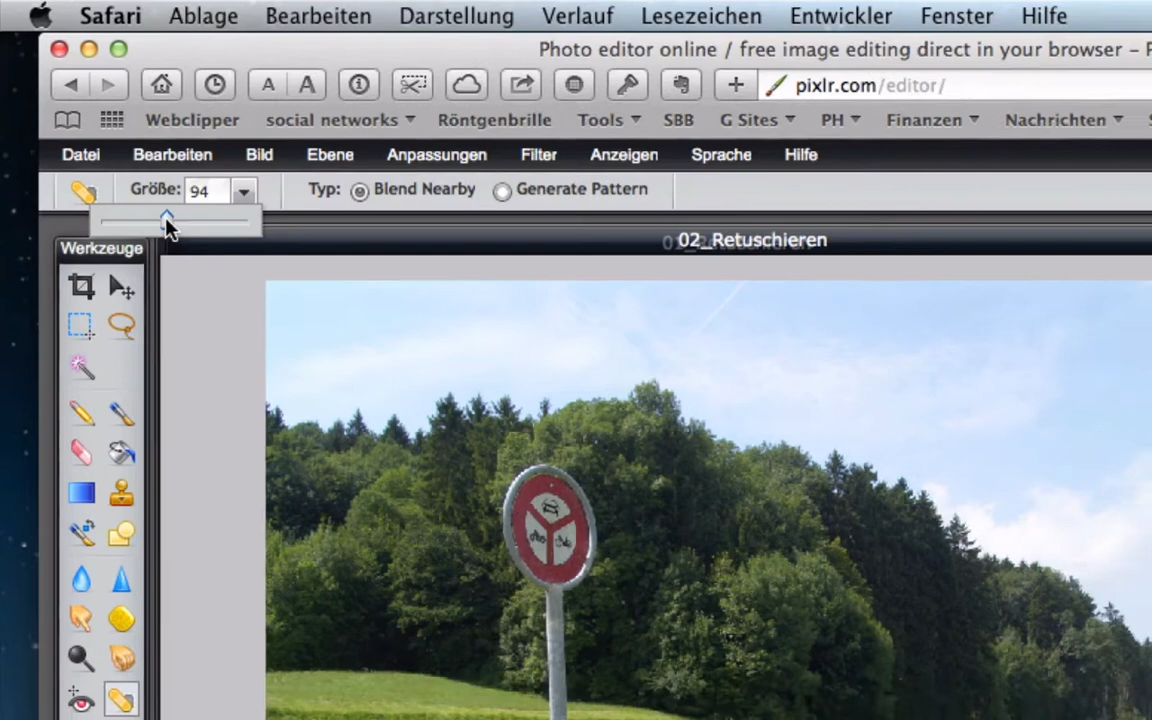 Safari Ablage Bearbeiten Darstellung Verlauf Lesezeichen Entwickler Fenster Hilfe
Photo editor online / free image editing direct in your browser –
A A pixlr.com/editor/
Webclipper social networks Röntgenbrille Tools SBB G Sites PH Finanzen Nachrichten
Datei Bearbeiten Bild Ebene Anpassungen Filter Anzeigen Sprache Hilfe
Größe: 94 Typ: Blend Nearby Generate Pattern
02_Retuschieren
Werkzeuge